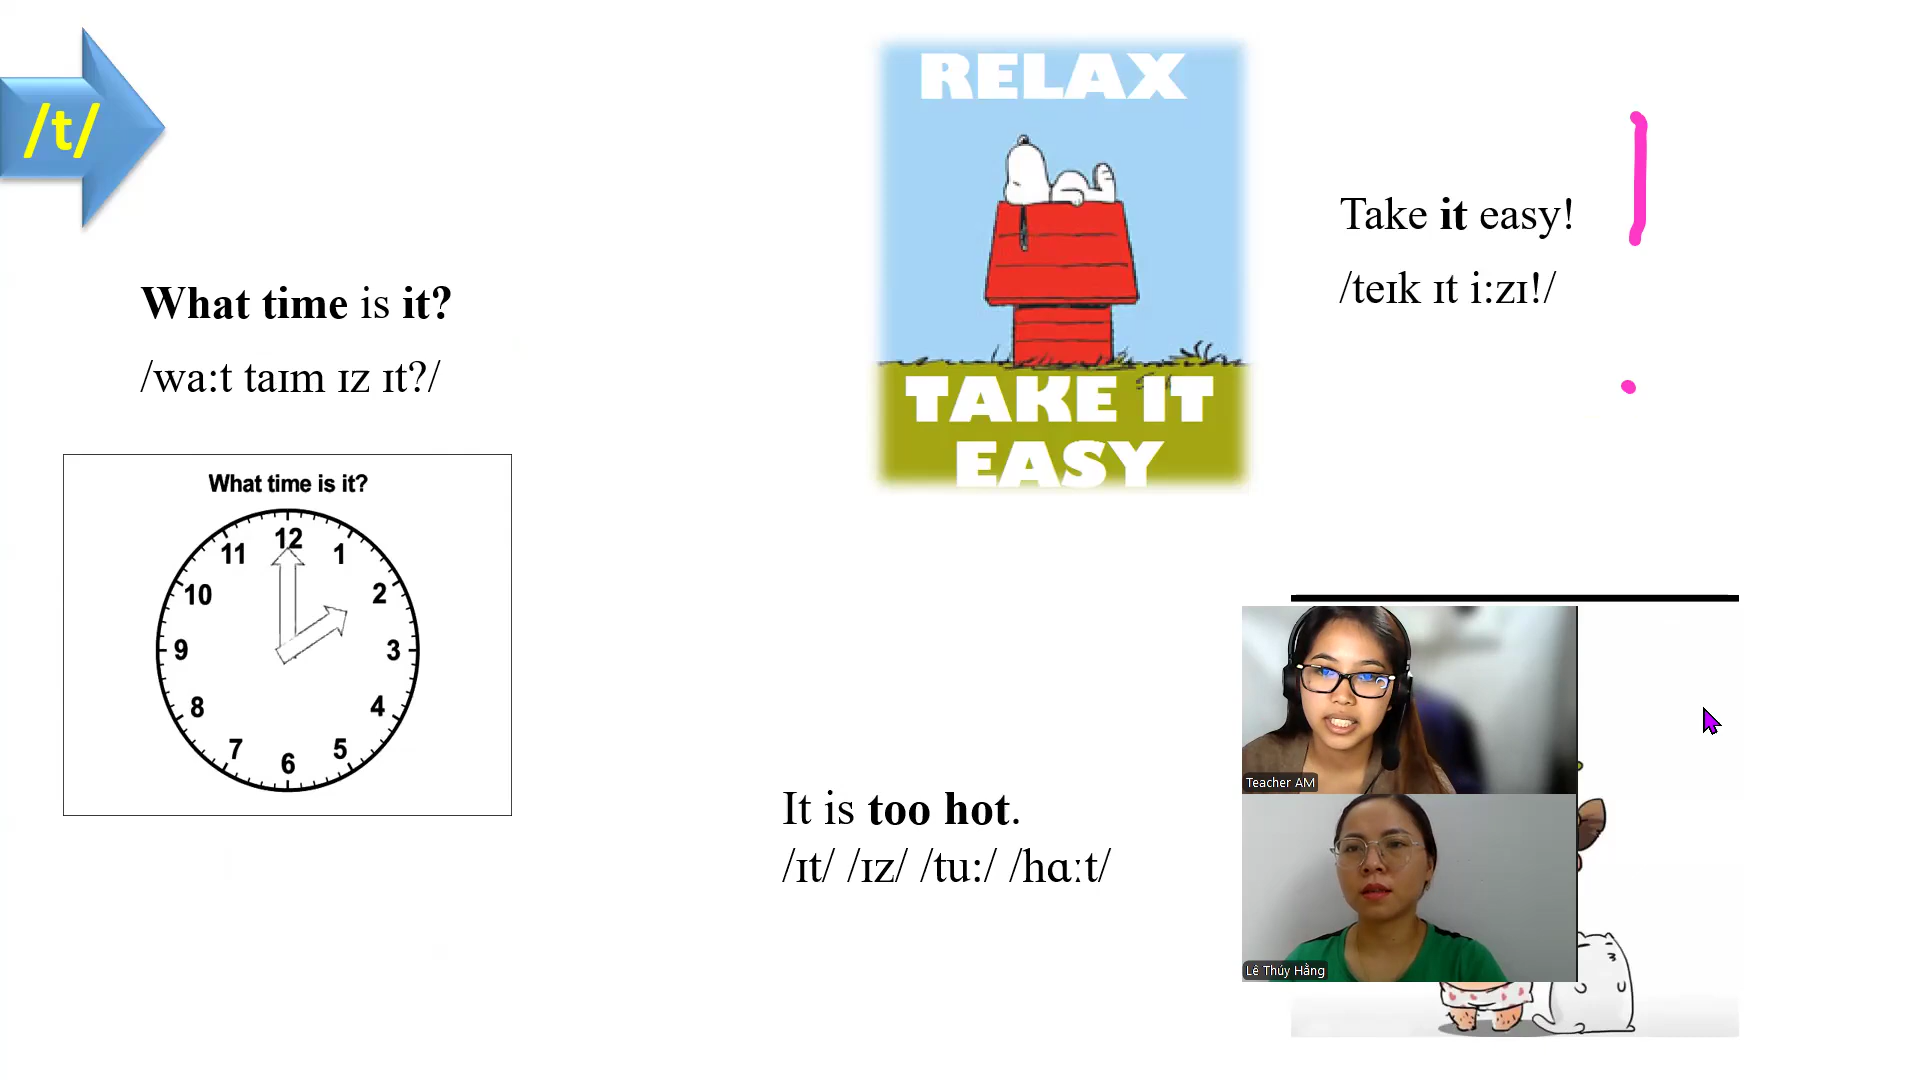 /t/
What time is it?
/wa:t taɪm ɪz ɪt?/
What time is it?
12
1
2
3
4
5
6
7
8
9
10
11
RELAX
TAKE IT
EASY
Take it easy!
/teɪk ɪt i:zɪ!/
It is too hot.
/ɪt/ /ɪz/ /tu:/ /hɑːt/
Teacher AM
Lê Thúy Hằng